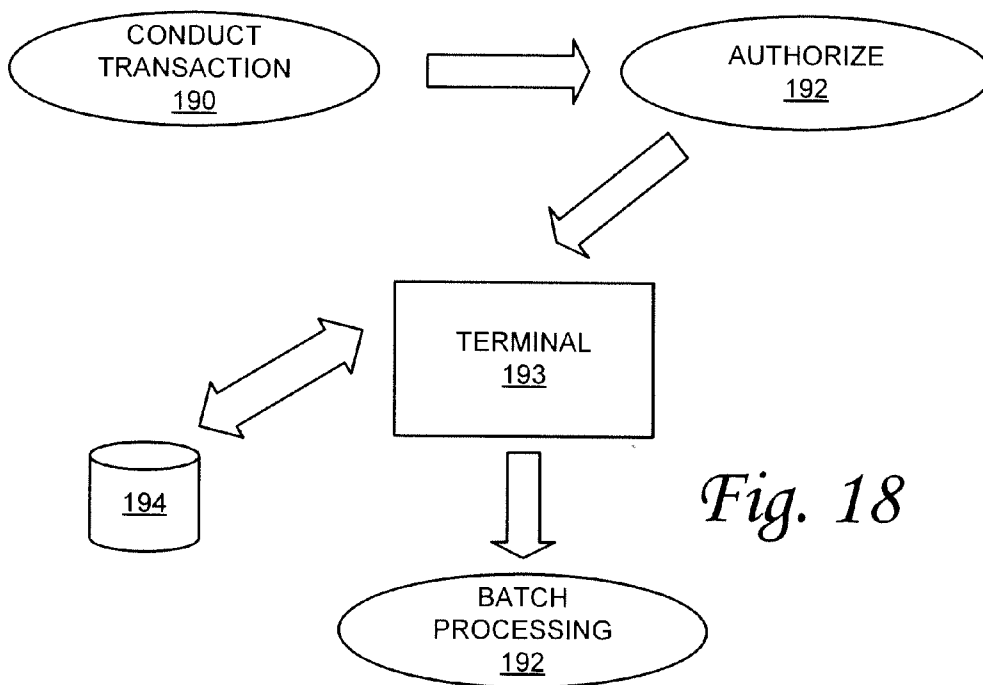 CONDUCT
TRANSACTION
190
AUTHORIZE
192
TERMINAL
193
194
Fig. 18
BATCH
PROCESSING
192